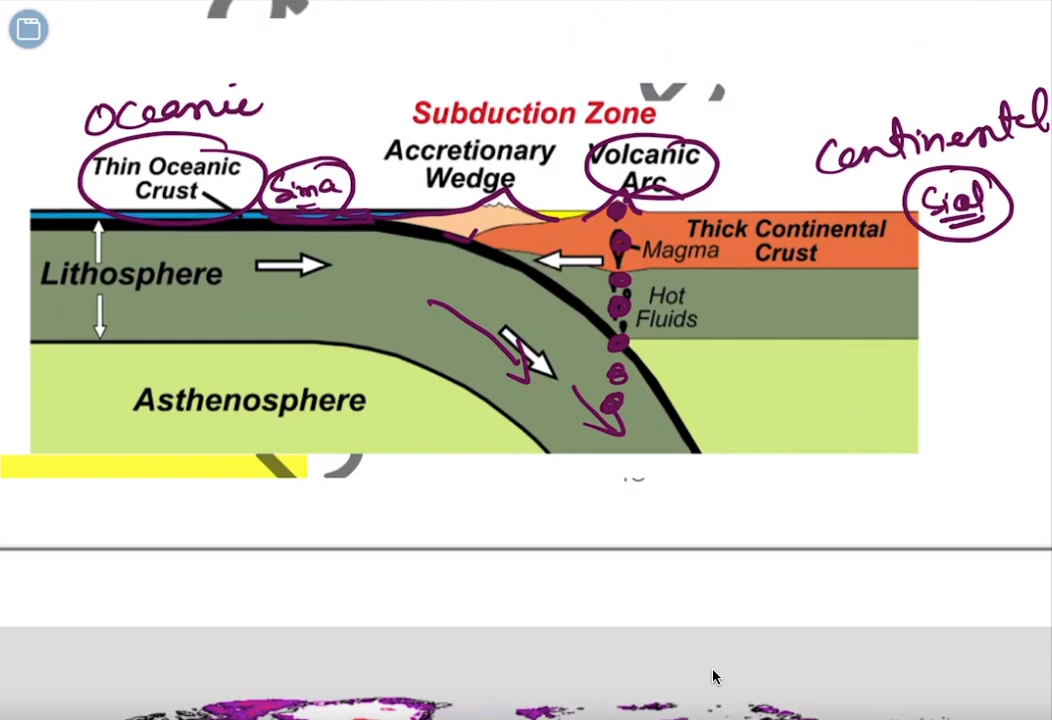 Oceanic
Subduction Zone
Continental
Thin Oceanic
Crust
Sima
Accretionary
Wedge
Volcanic
Arc
Sial
Thick Continental
Crust
Magma
Lithosphere
Hot
Fluids
Asthenosphere